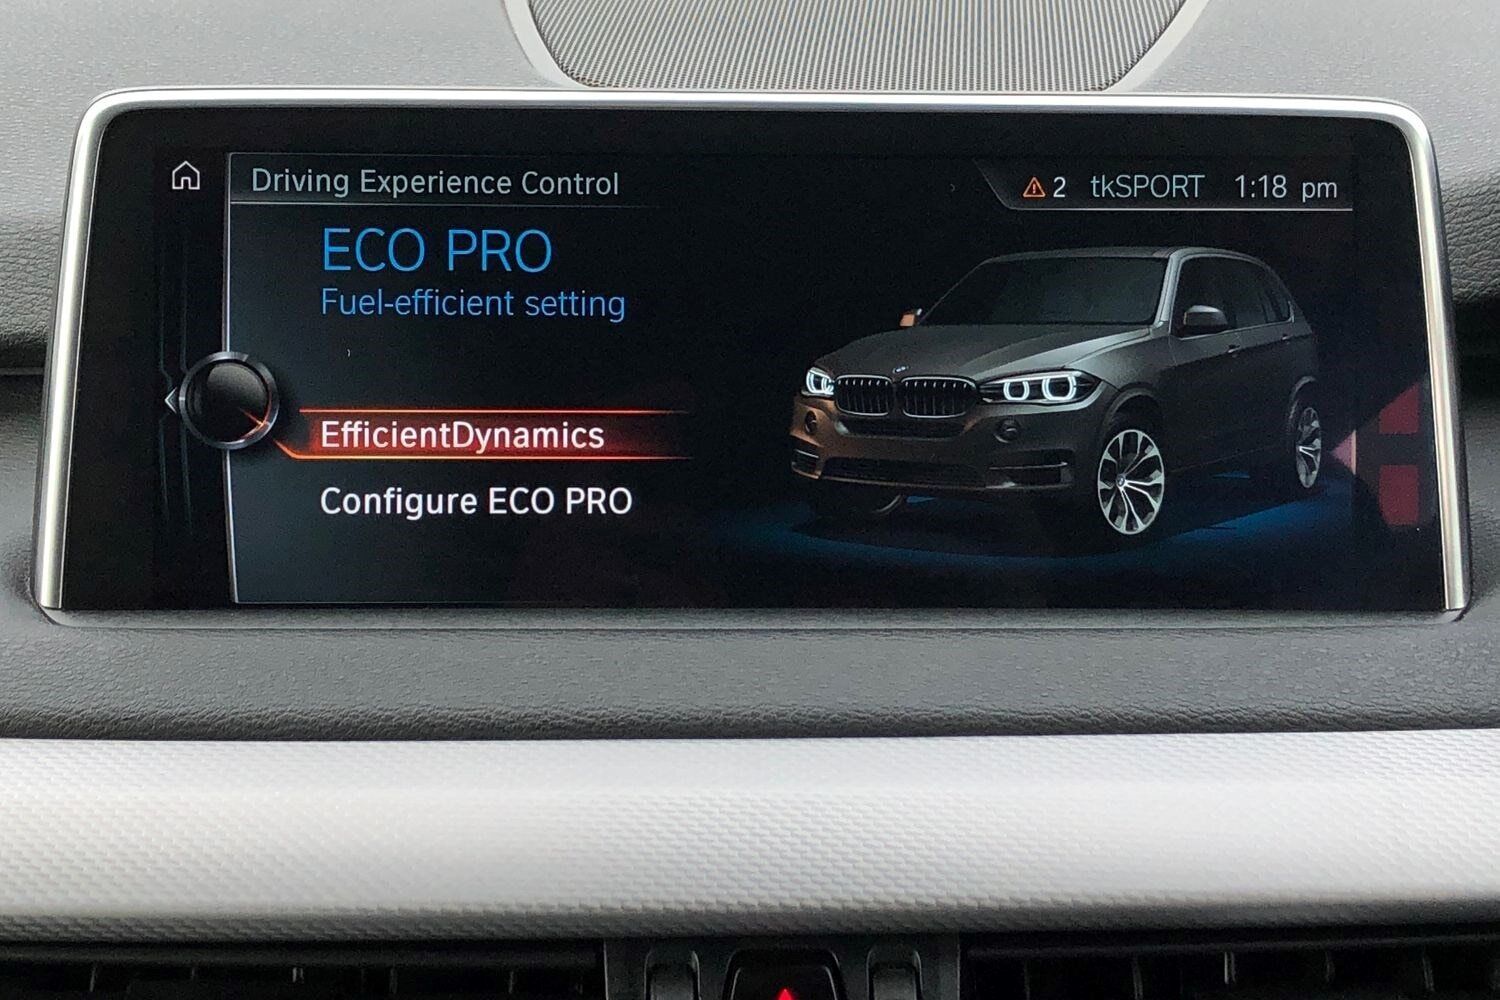 Driving Experience Control
2 tkSPORT 1:18 pm
ECO PRO
Fuel-efficient setting
EfficientDynamics
Configure ECO PRO